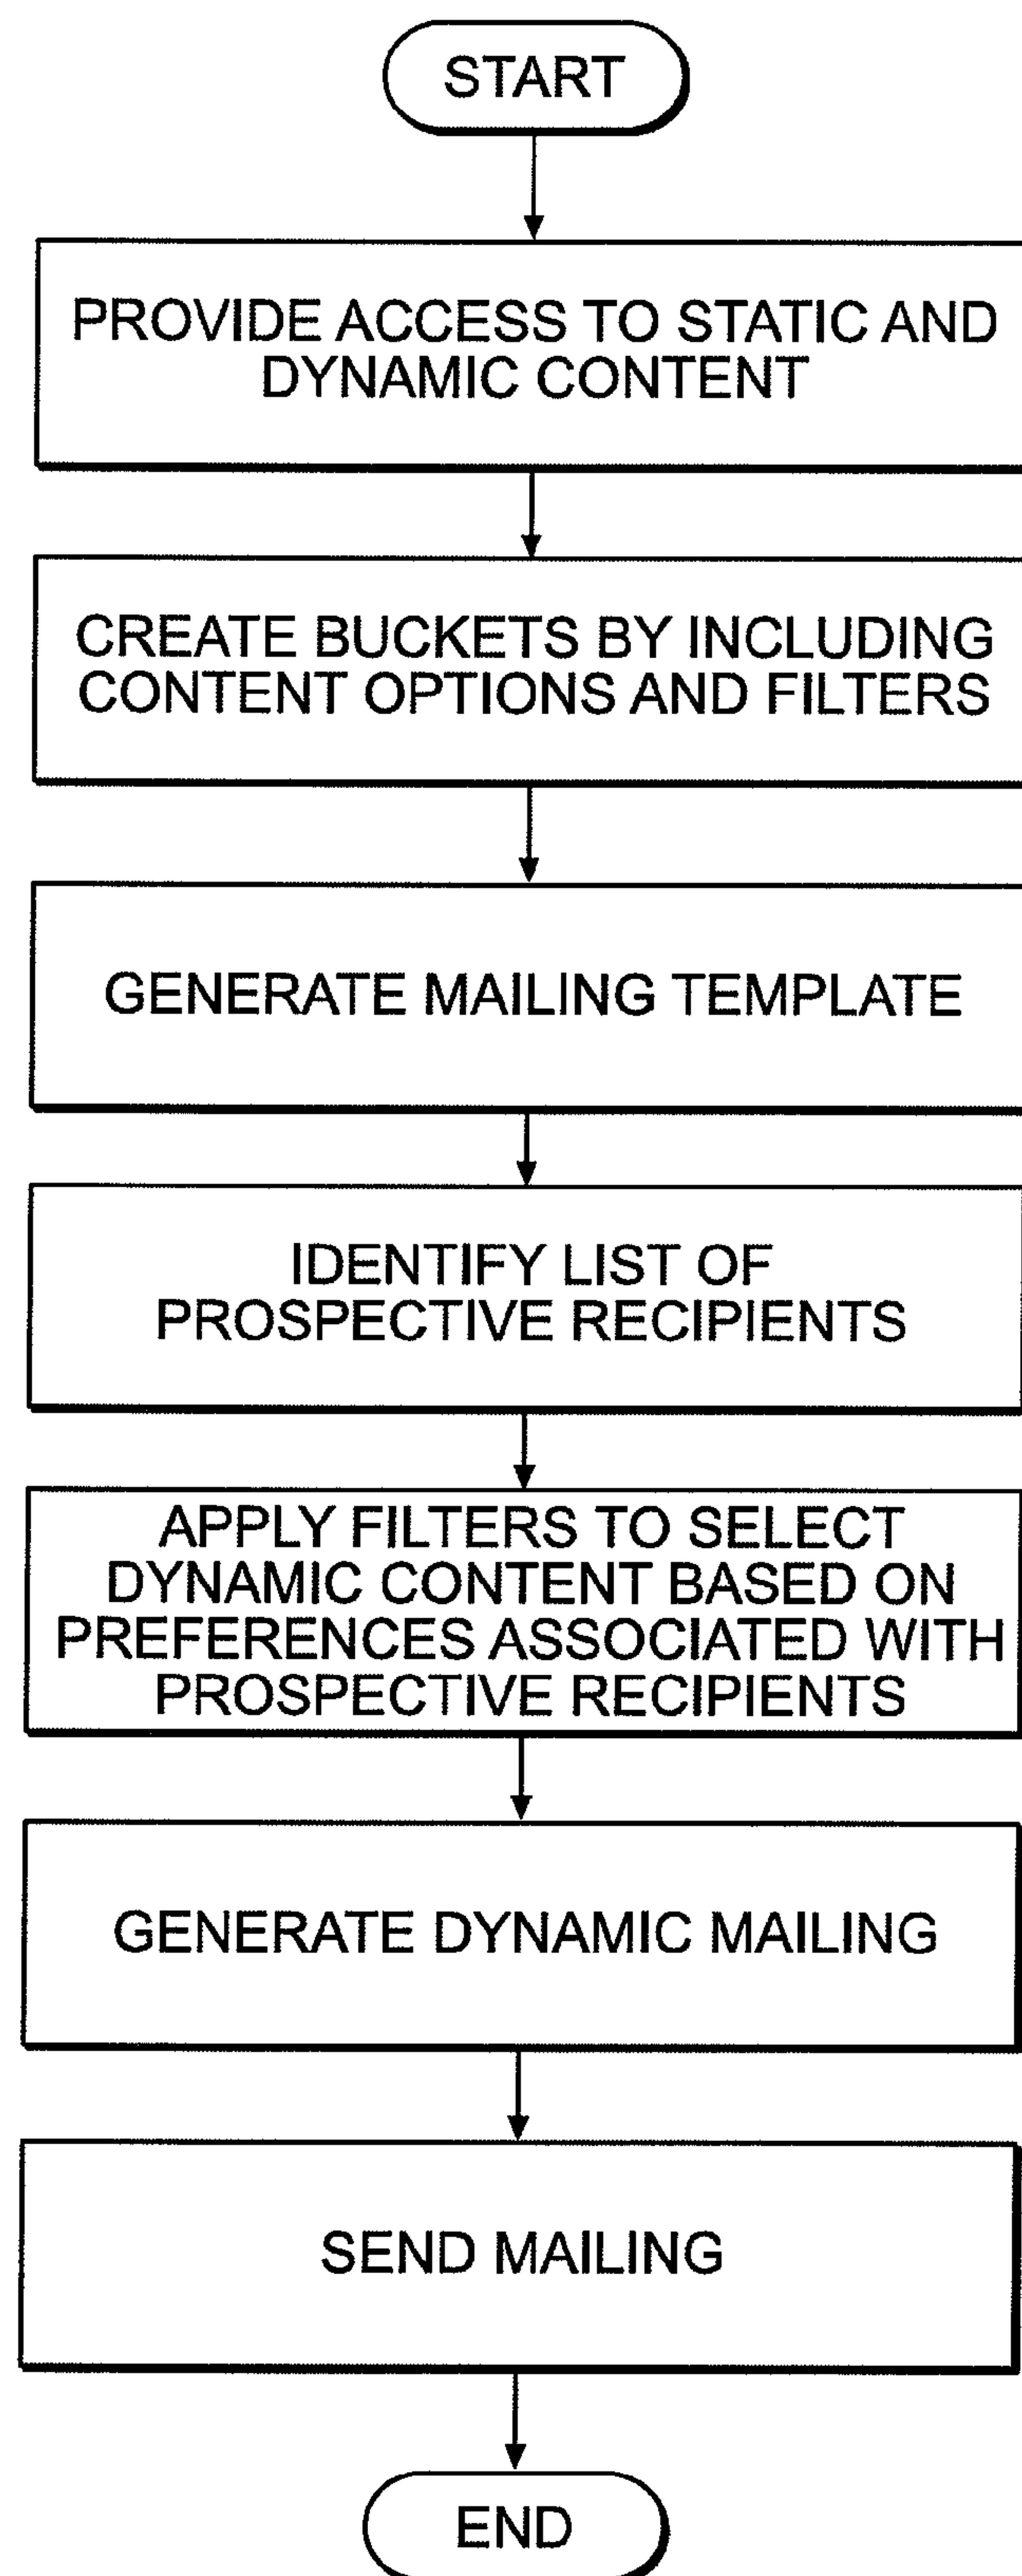 START
PROVIDE ACCESS TO STATIC AND
DYNAMIC CONTENT
CREATE BUCKETS BY INCLUDING
CONTENT OPTIONS AND FILTERS
GENERATE MAILING TEMPLATE
IDENTIFY LIST OF
PROSPECTIVE RECIPIENTS
APPLY FILTERS TO SELECT
DYNAMIC CONTENT BASED ON
PREFERENCES ASSOCIATED WITH
PROSPECTIVE RECIPIENTS
GENERATE DYNAMIC MAILING
SEND MAILING
END